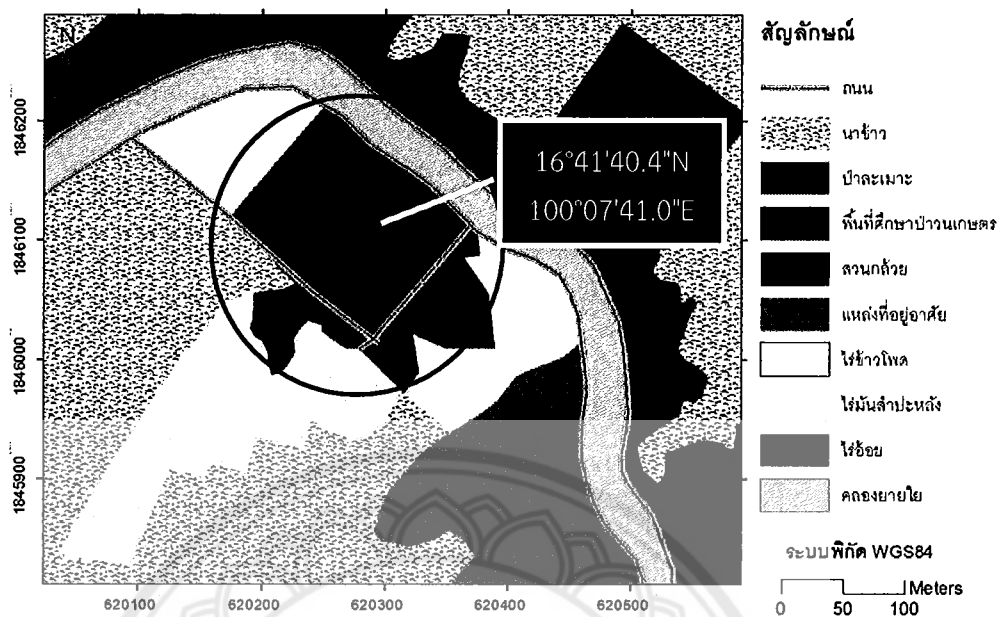 N
16°41'40.4"N
100°07'41.0"E
1846200
1846100
1846000
1845900
620100 620200 620300 620400 620500
สัญลักษณ์
ถนน
นาข้าว
ป่าละเมาะ
พื้นที่ศึกษาป่าวนเกษตร
สวนกล้วย
แหล่งที่อยู่อาศัย
ไร่ข้าวโพด
ไร่มันสำปะหลัง
ไร่อ้อย
คลองยายใย
ระบบพิกัด WGS84
Meters
0 50 100